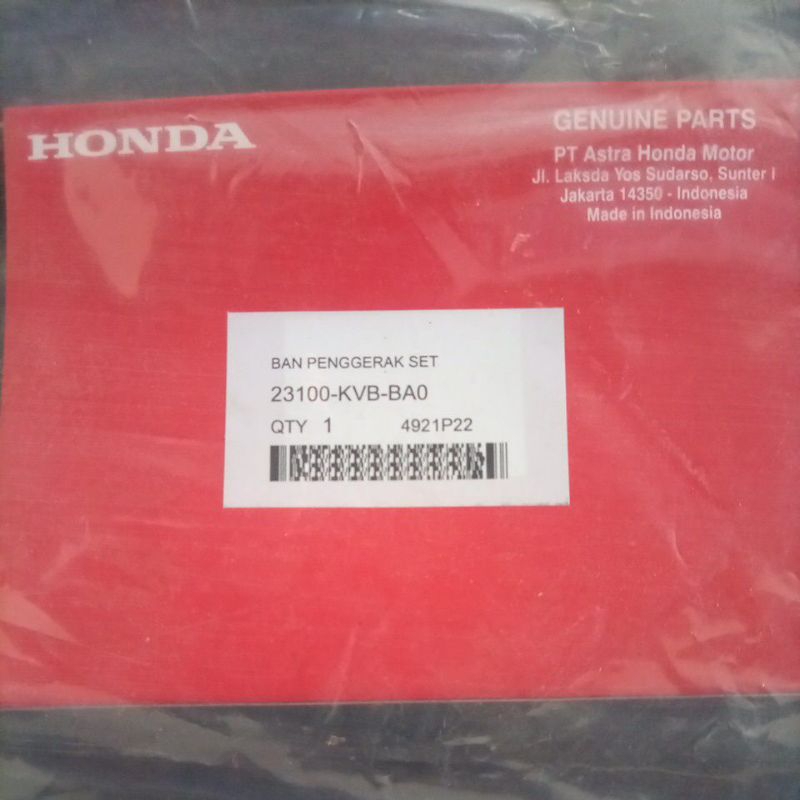 HONDA
GENUINE PARTS
PT Astra Honda Motor
Jl. Laksda Yos Sudarso, Sunter I
Jakarta 14350 - Indonesia
Made in Indonesia
BAN PENGGERAK SET
23100-KVB-BA0
QTY 1 4921P22